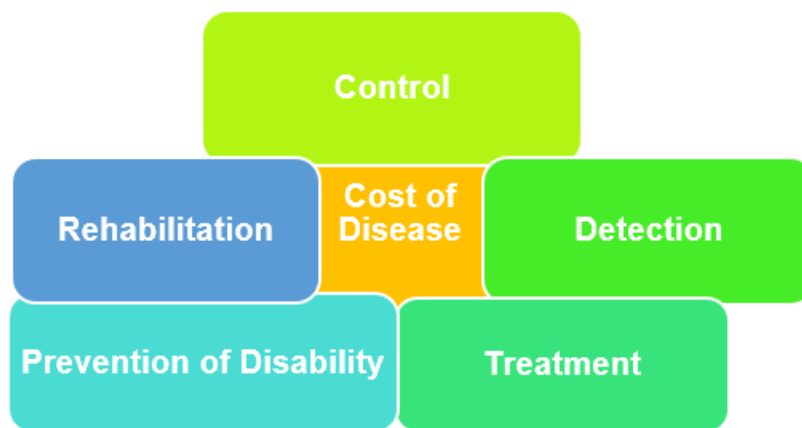 Control
Cost of
Disease
Rehabilitation
Detection
Prevention of Disability
Treatment